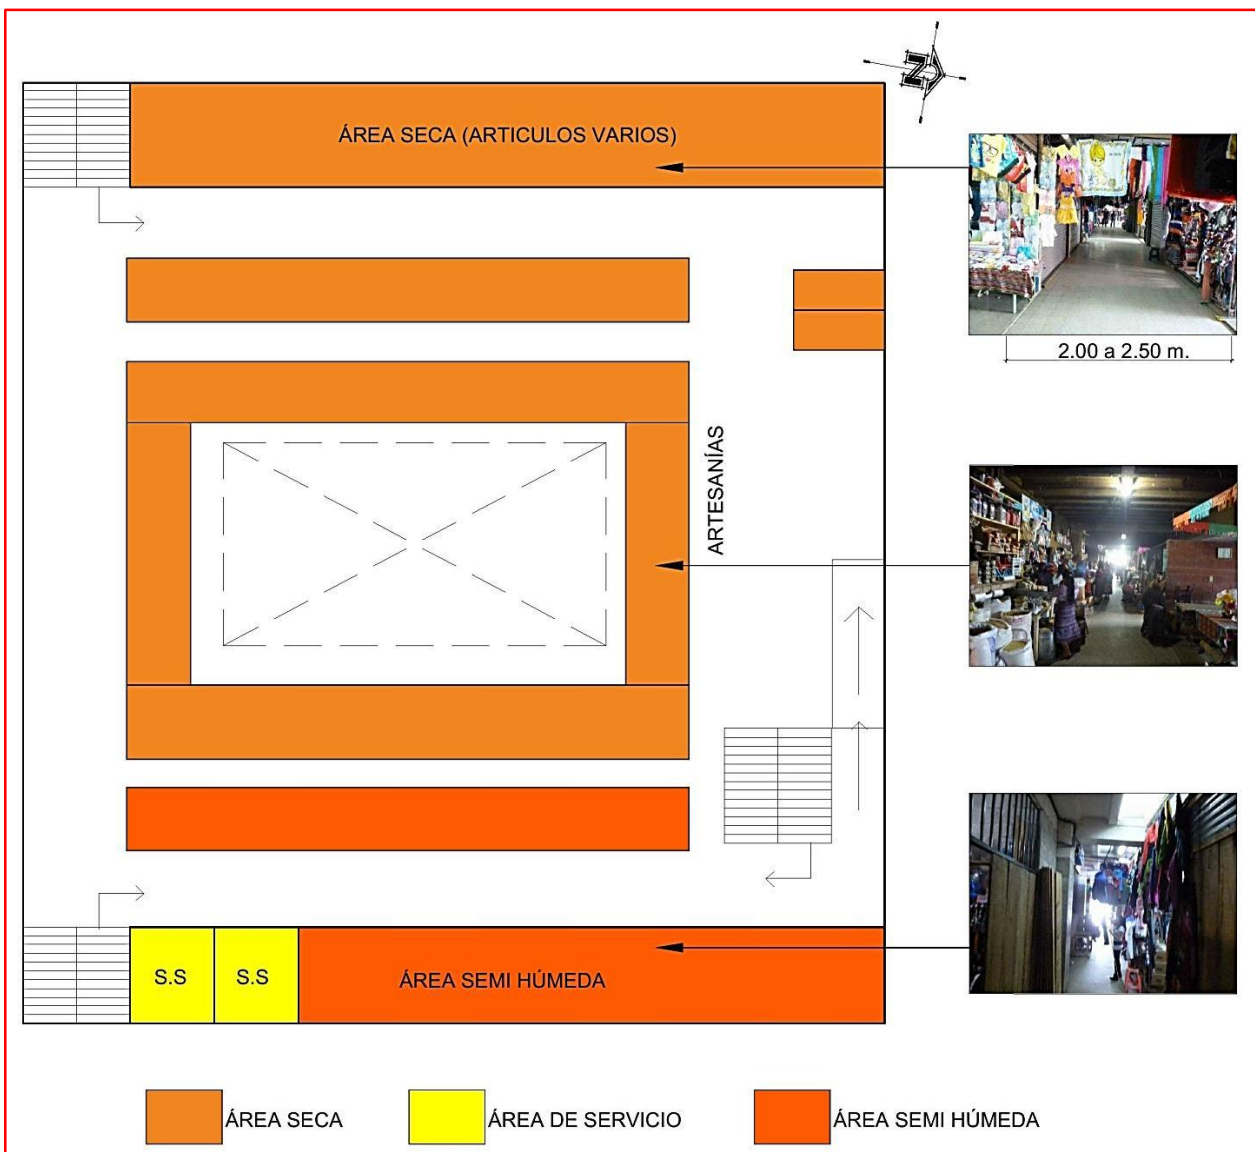 N
ÁREA SECA (ARTICULOS VARIOS)
2.00 a 2.50 m.
ARTESANÍAS
S.S
S.S
ÁREA SEMI HÚMEDA
ÁREA SECA
ÁREA DE SERVICIO
ÁREA SEMI HÚMEDA